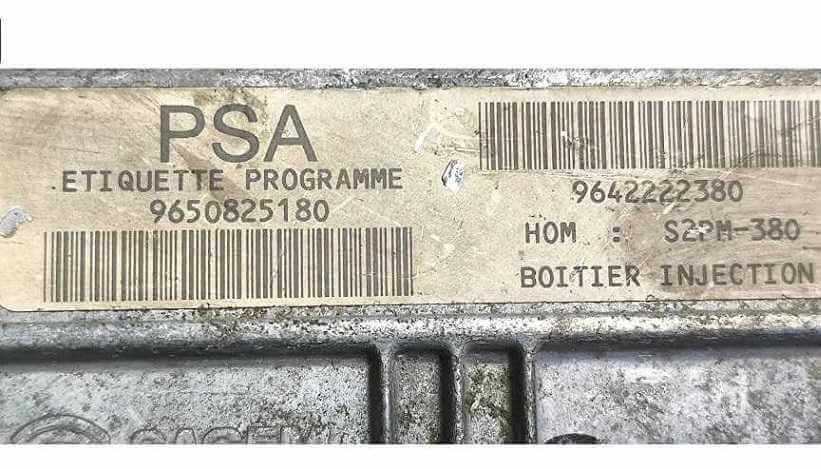 PSA
ETIQUETTE PROGRAMME
9650825180
9642222380
HOM : S2PM-380
BOITIER INJECTION